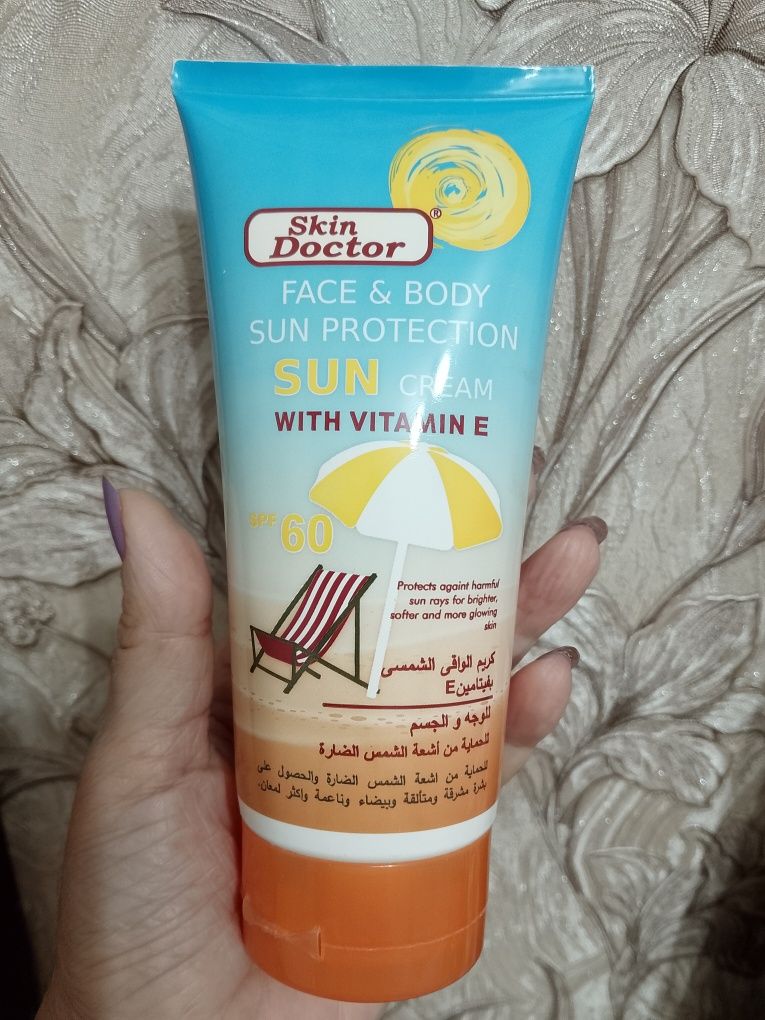 Skin
Doctor®
FACE & BODY
SUN PROTECTION
SUN CREAM
WITH VITAMIN E
SPF 60
Protects againt harmful
sun rays for brighter,
softer and more glowing
skin
كريم الواقى الشمسى
بفيتامينE
للوجه و الجسم
للحماية من أشعة الشمس الضارة
للحماية من اشعة الشمس الضارة والحصول على
بشرة مشرقة ومتألقة وبيضاء وناعمة واكثر لمعان.